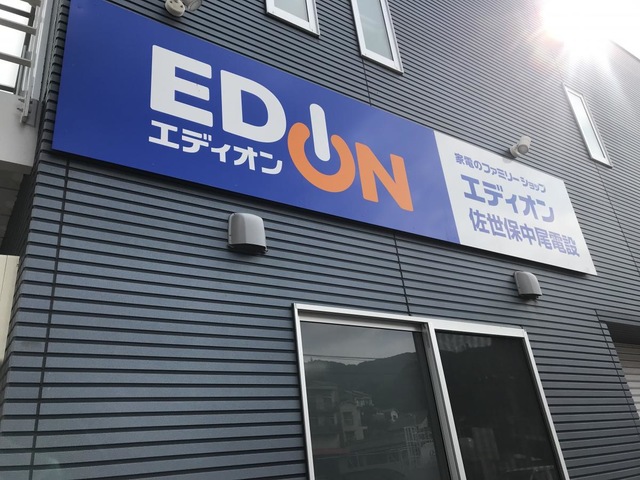 EDION
エディオン
家電のファミリーショップ
エディオン
佐世保中尾電設